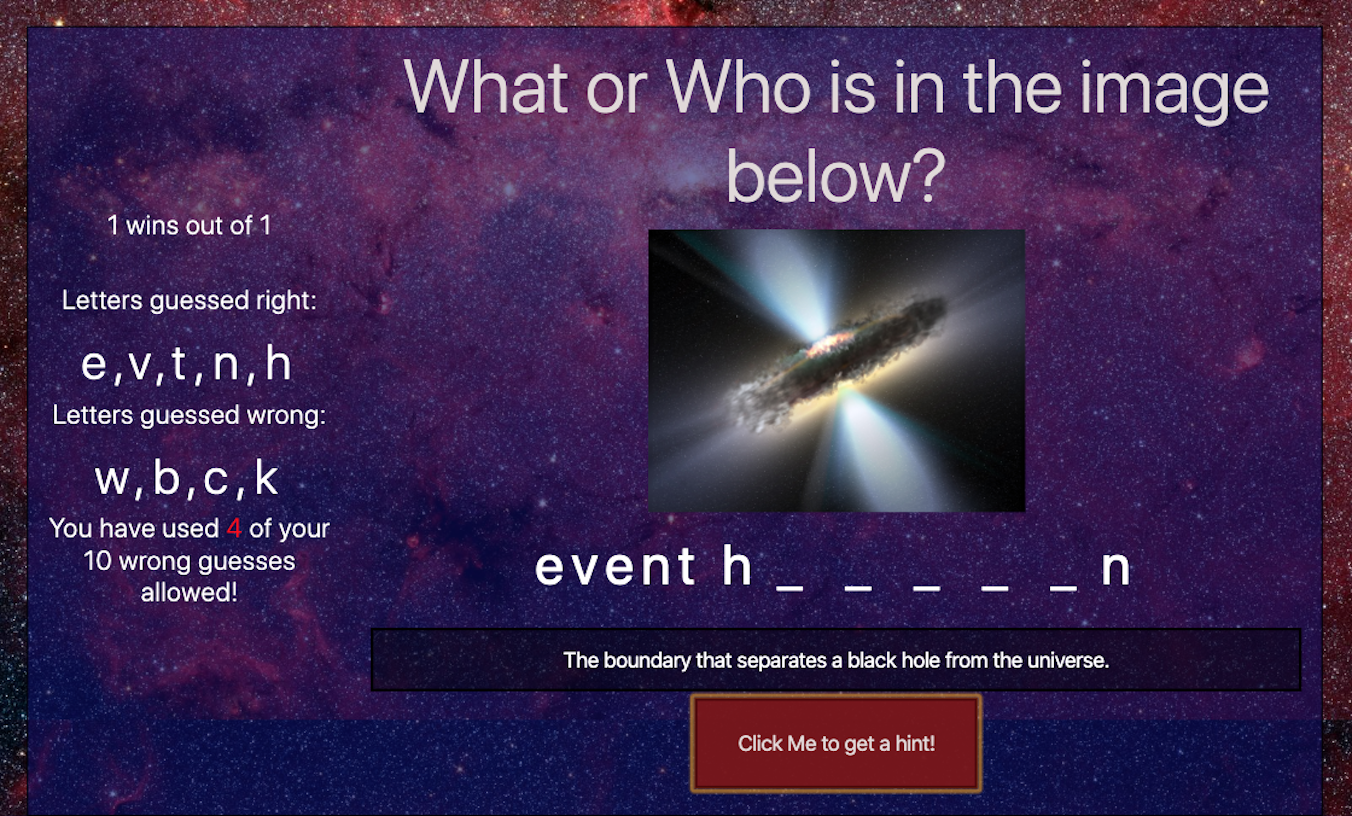 What or Who is in the image
below?
1 wins out of 1
Letters guessed right:
e,v,t,n,h
Letters guessed wrong:
w,b,c,k
You have used 4 of your
10 wrong guesses
allowed!
event h _ _ _ _ _ n
The boundary that separates a black hole from the universe.
Click Me to get a hint!